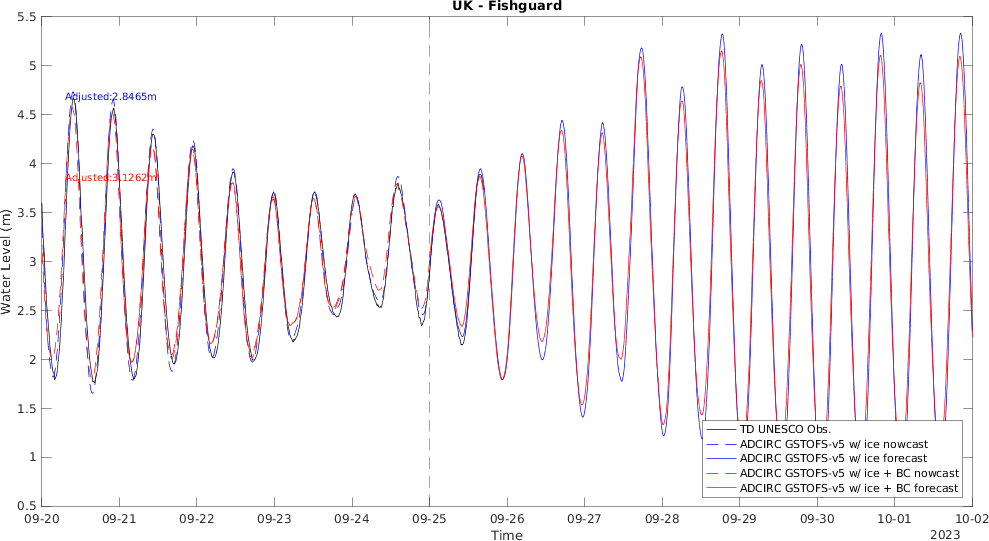 UK - Fishguard
5.5
5
4.5
4
3.5
3
2.5
2
1.5
1
0.5
Water Level (m)
Adjusted:2.8465m
Adjusted:3.1262m
TD UNESCO Obs.
ADCIRC GSTOFS-v5 w/ ice nowcast
ADCIRC GSTOFS-v5 w/ ice forecast
ADCIRC GSTOFS-v5 w/ ice + BC nowcast
ADCIRC GSTOFS-v5 w/ ice + BC forecast
09-20 09-21 09-22 09-23 09-24 09-25 09-26 09-27 09-28 09-29 09-30 10-01 10-02
Time
2023